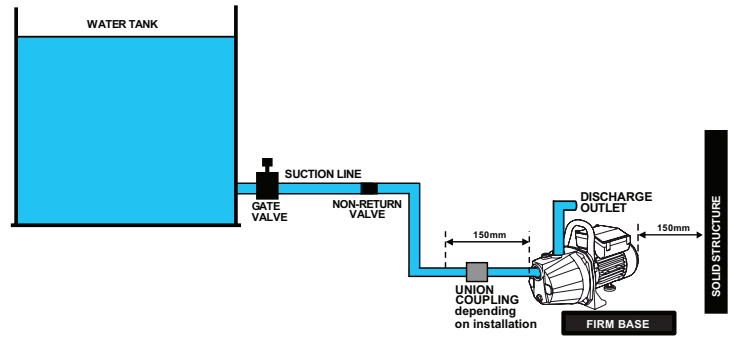 WATER TANK
SUCTION LINE
GATE
VALVE
NON-RETURN
VALVE
DISCHARGE
OUTLET
150mm
150mm
UNION
COUPLING
depending
on installation
FIRM BASE
SOLID STRUCTURE